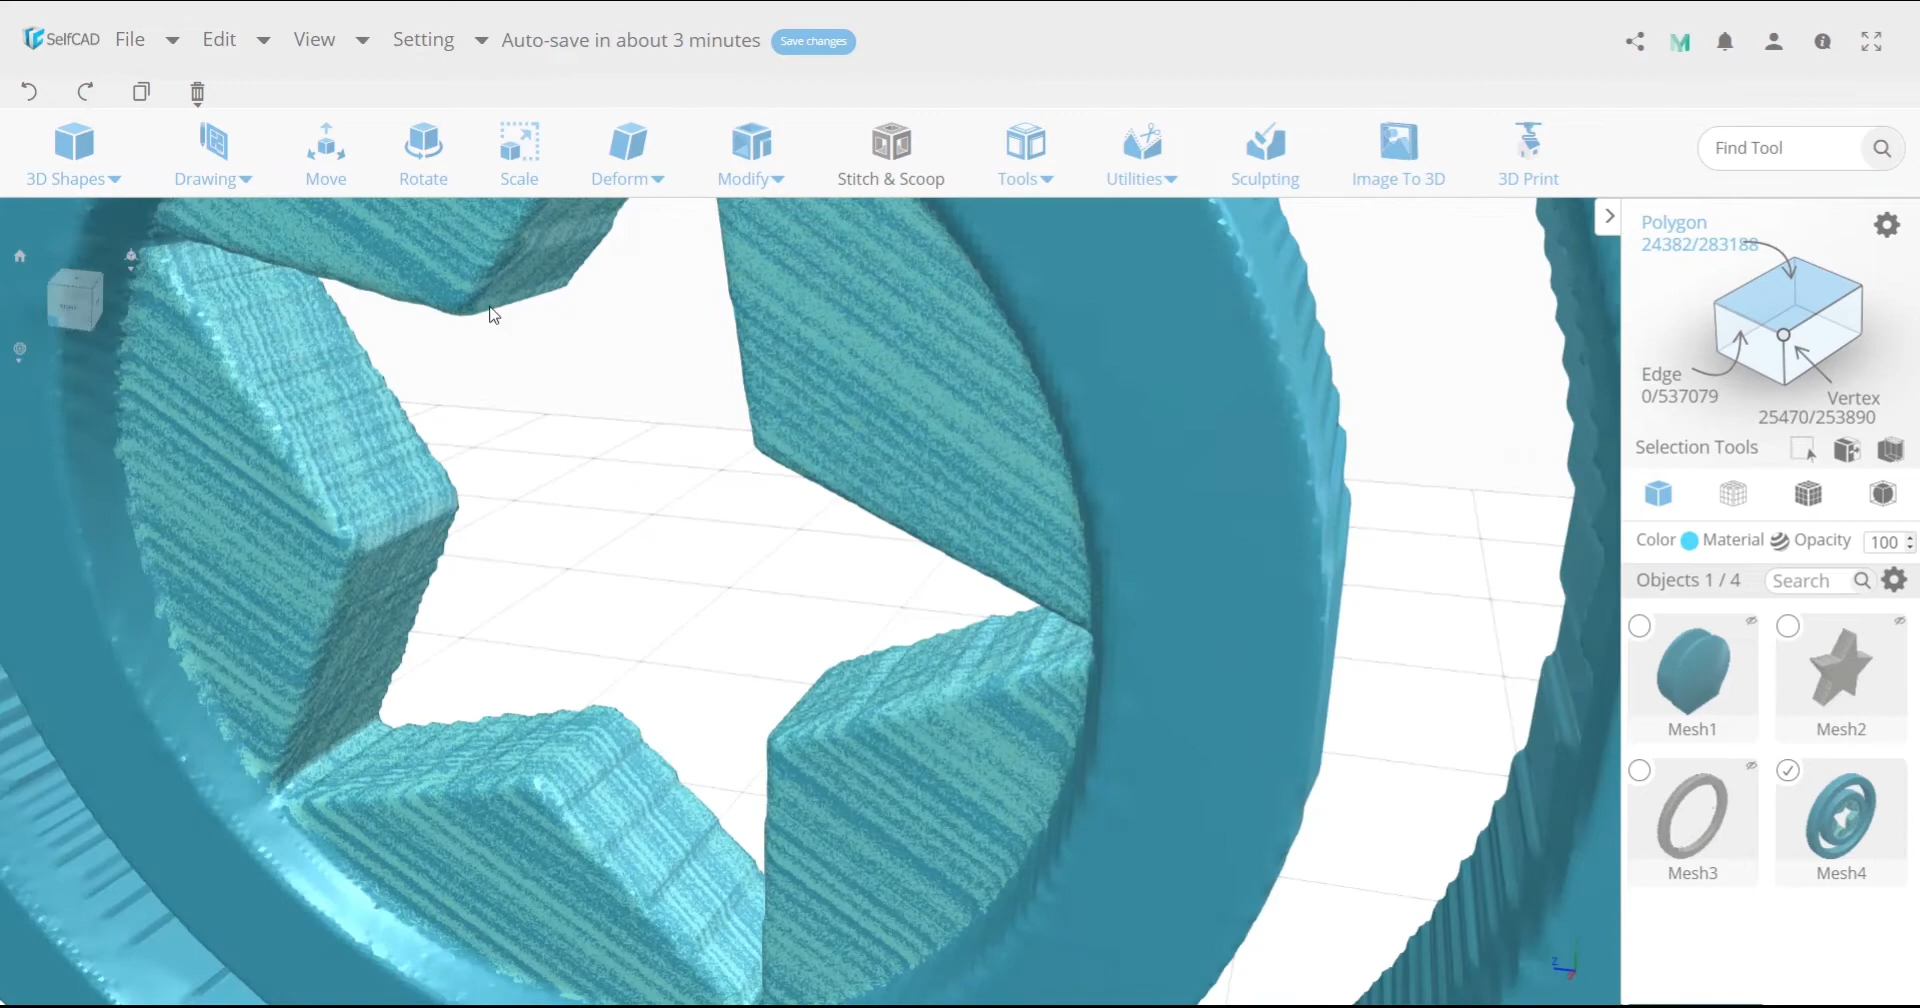 SelfCAD File Edit View Setting Auto-save in about 3 minutes Save changes
3D Shapes Drawing Move Rotate Scale Deform Modify Stitch & Scoop Tools Utilities Sculpting Image To 3D 3D Print Find Tool
Polygon
24382/283188
Edge
0/537079
Vertex
25470/253890
Selection Tools
Color Material Opacity 100
Objects 1 / 4 Search
Mesh1 Mesh2
Mesh3 Mesh4
Z